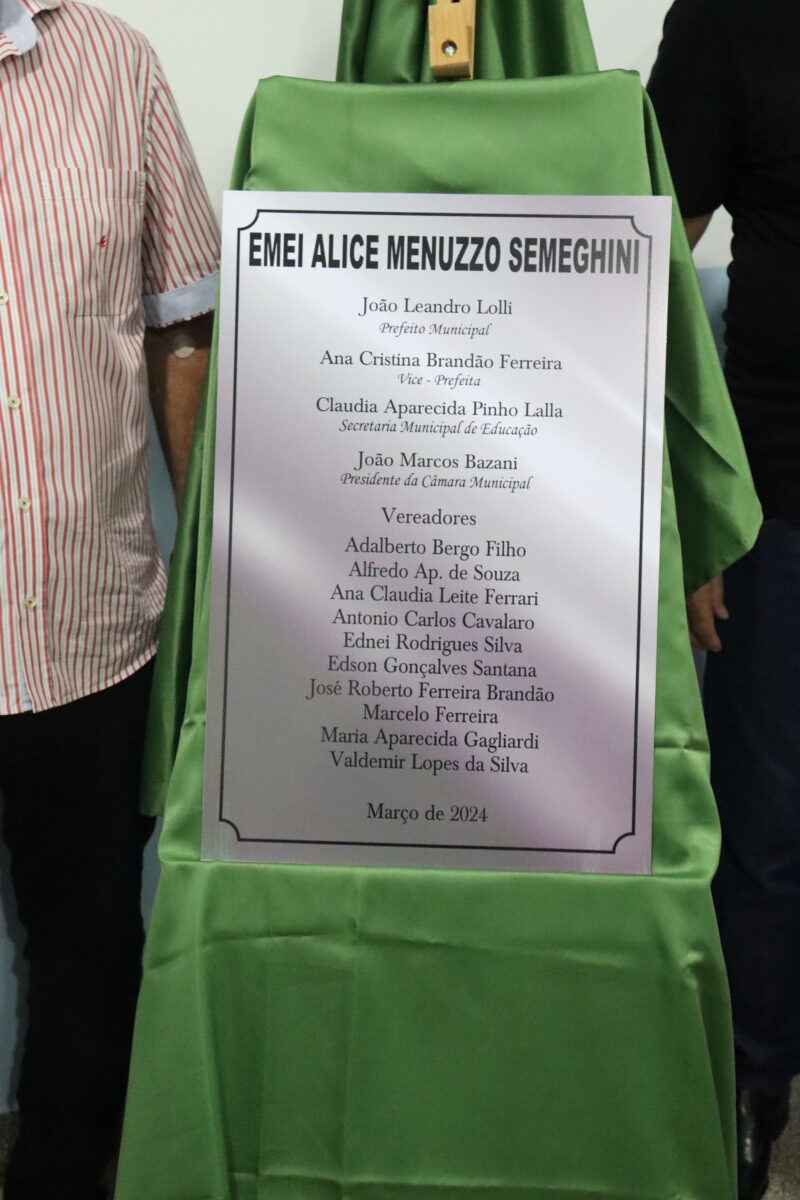 EMEI ALICE MENUZZO SEMEGHINI
João Leandro Lolli
Prefeito Municipal
Ana Cristina Brandão Ferreira
Vice - Prefeita
Claudia Aparecida Pinho Lalla
Secretaria Municipal de Educação
João Marcos Bazani
Presidente da Câmara Municipal
Vereadores
Adalberto Bergo Filho
Alfredo Ap. de Souza
Ana Claudia Leite Ferrari
Antonio Carlos Cavalaro
Ednei Rodrigues Silva
Edson Gonçalves Santana
José Roberto Ferreira Brandão
Marcelo Ferreira
Maria Aparecida Gagliardi
Valdemir Lopes da Silva
Março de 2024